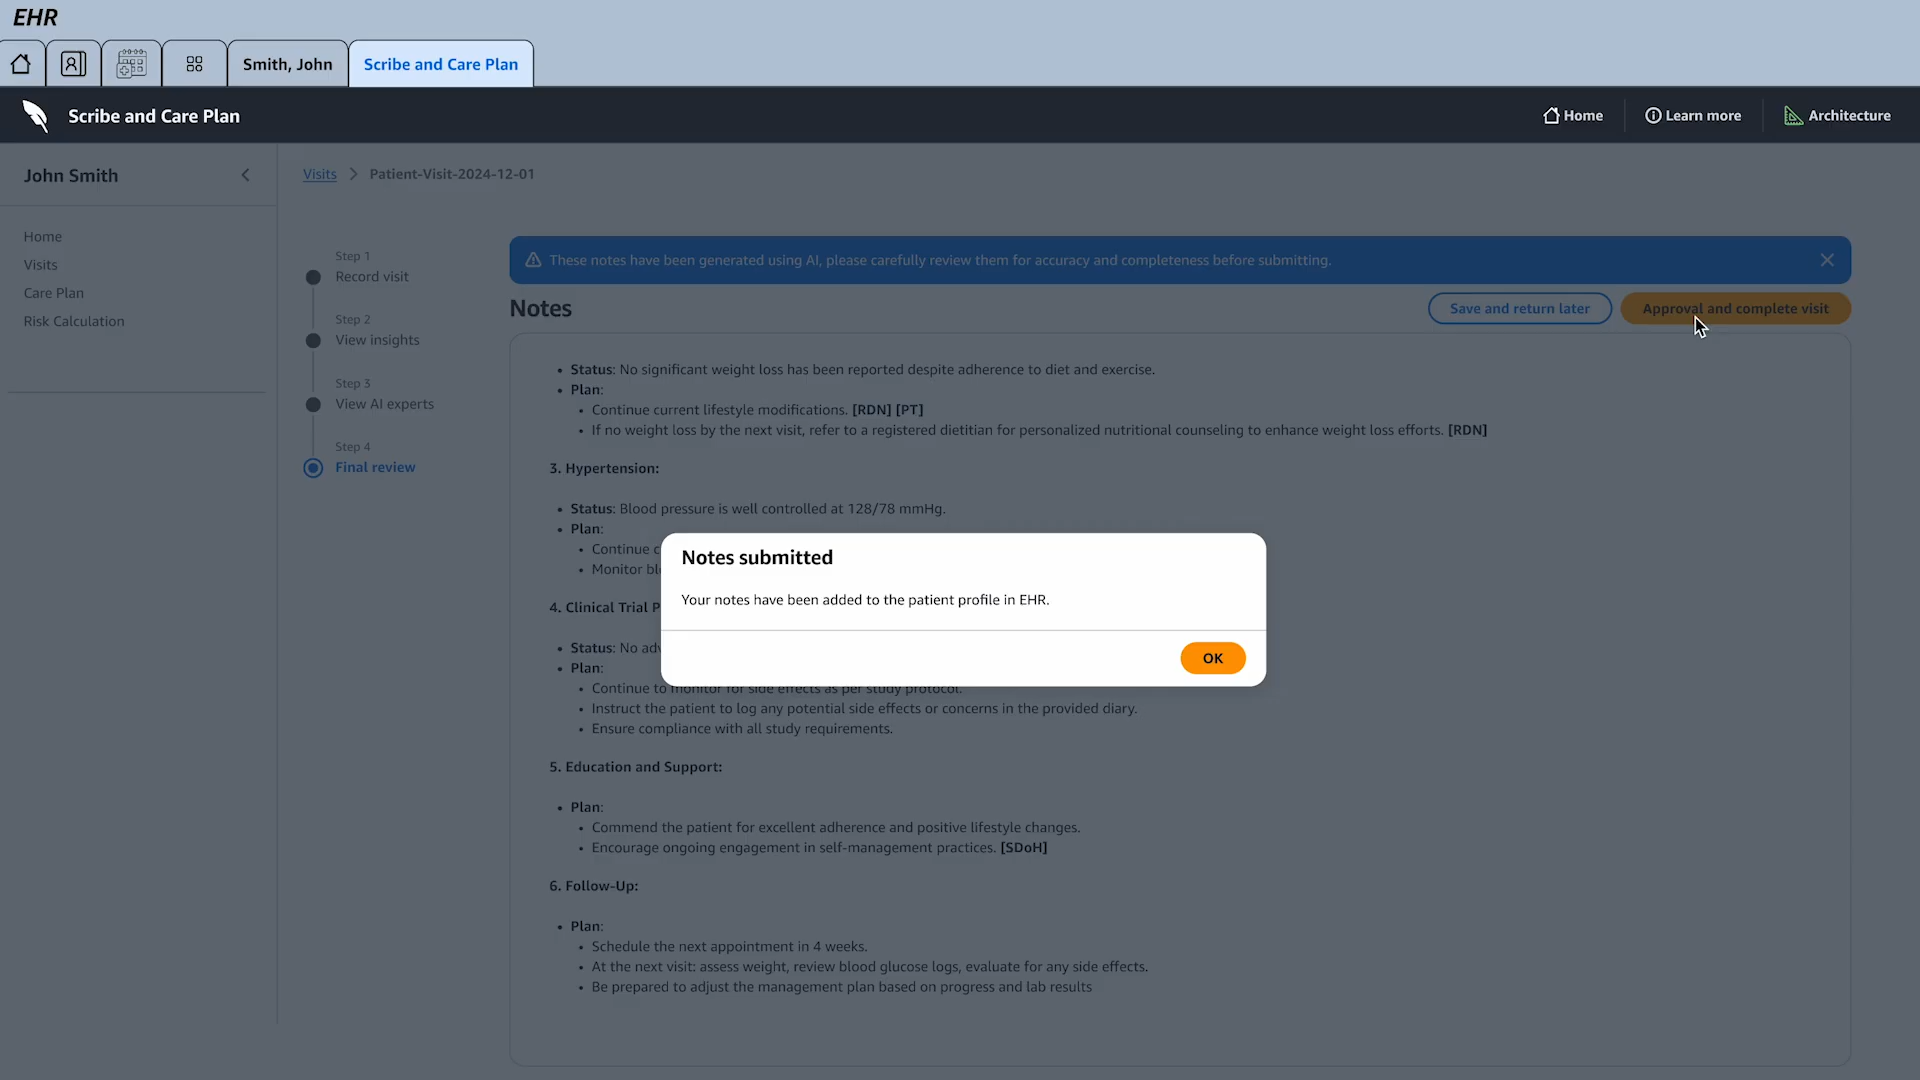 EHR
Smith, John
Scribe and Care Plan
Scribe and Care Plan
Home
Learn more
Architecture
John Smith
Visits
Patient-Visit-2024-12-01
Home
Visits
Care Plan
Risk Calculation
Step 1
Record visit
Step 2
View insights
Step 3
View AI experts
Step 4
Final review
These notes have been generated using AI, please carefully review them for accuracy and completeness before submitting.
Notes
Save and return later
Approval and complete visit
• Status: No significant weight loss has been reported despite adherence to diet and exercise.
• Plan:
• Continue current lifestyle modifications. [RDN] [PT]
• If no weight loss by the next visit, refer to a registered dietitian for personalized nutritional counseling to enhance weight loss efforts. [RDN]
3. Hypertension:
• Status: Blood pressure is well controlled at 128/78 mmHg.
• Plan:
• Continue
• Monitor
4. Clinical Trial
• Status: No
• Plan:
• Continue to monitor for side effects as per study protocol.
• Instruct the patient to log any potential side effects or concerns in the provided diary.
• Ensure compliance with all study requirements.
5. Education and Support:
• Plan:
• Commend the patient for excellent adherence and positive lifestyle changes.
• Encourage ongoing engagement in self-management practices. [SDoH]
6. Follow-Up:
• Plan:
• Schedule the next appointment in 4 weeks.
• At the next visit: assess weight, review blood glucose logs, evaluate for any side effects.
• Be prepared to adjust the management plan based on progress and lab results
Notes submitted
Your notes have been added to the patient profile in EHR.
OK